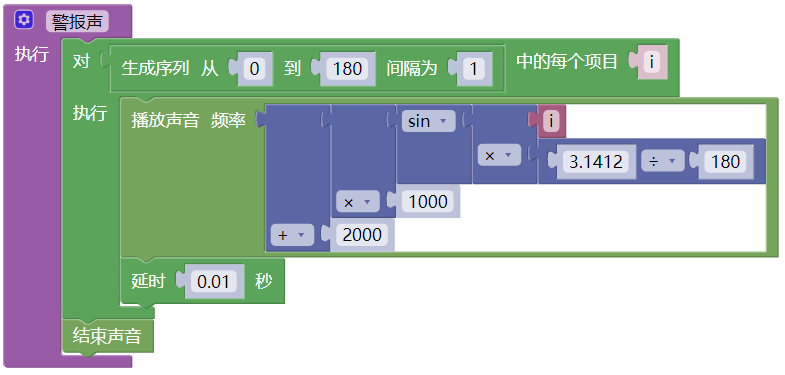 警报声
执行
对 生成序列 从 0 到 180 间隔为 1 中的每个项目 i
执行 播放声音 频率 sin i
× 3.1412 ÷ 180
× 1000
+ 2000
延时 0.01 秒
结束声音